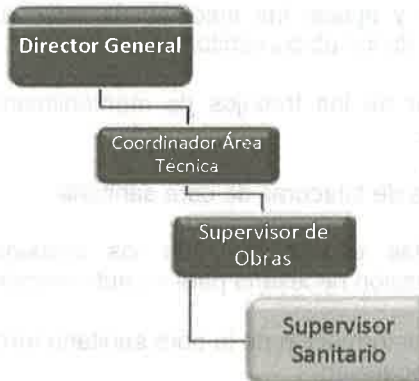 Director General
Coordinador Área
Técnica
Supervisor de
Obras
Supervisor
Sanitario